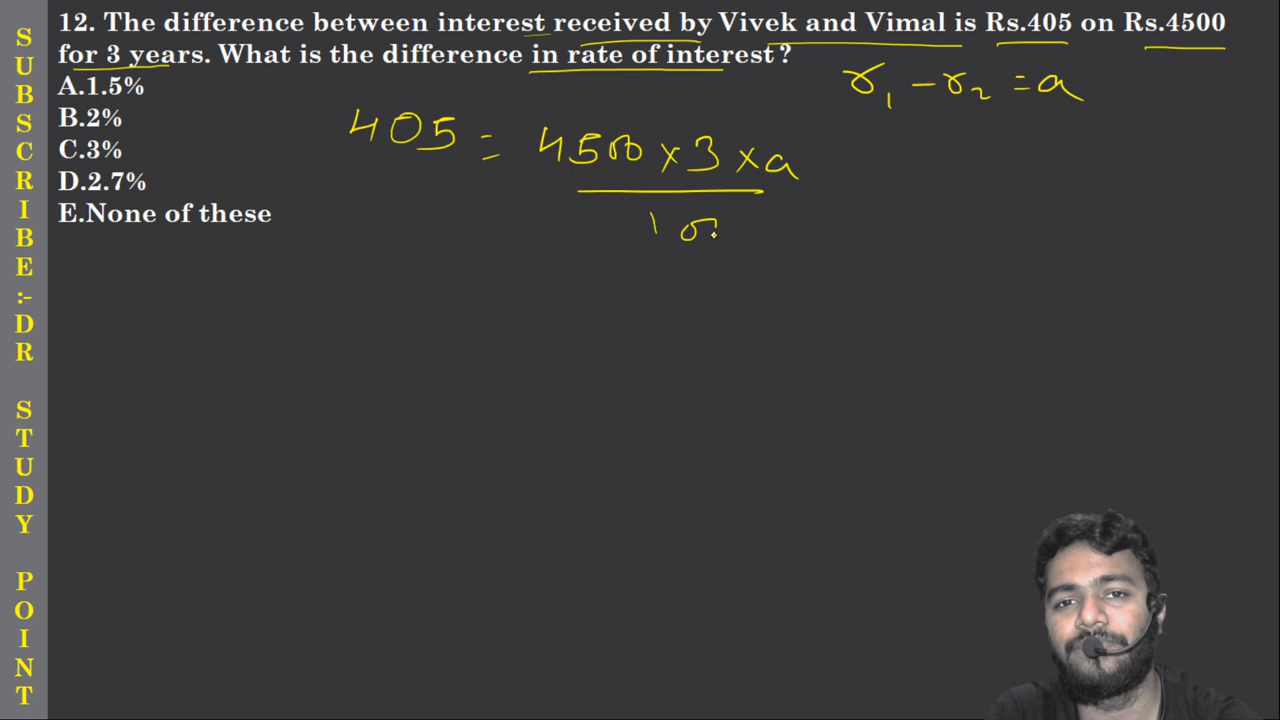 SUBSCRIBE:-DR STUDY POINT
12. The difference between interest received by Vivek and Vimal is Rs.405 on Rs.4500
for 3 years. What is the difference in rate of interest ?
A.1.5%
B.2%
C.3%
D.2.7%
E.None of these
r₁ - r₂ = a
405 = 4500 x 3 x a
10